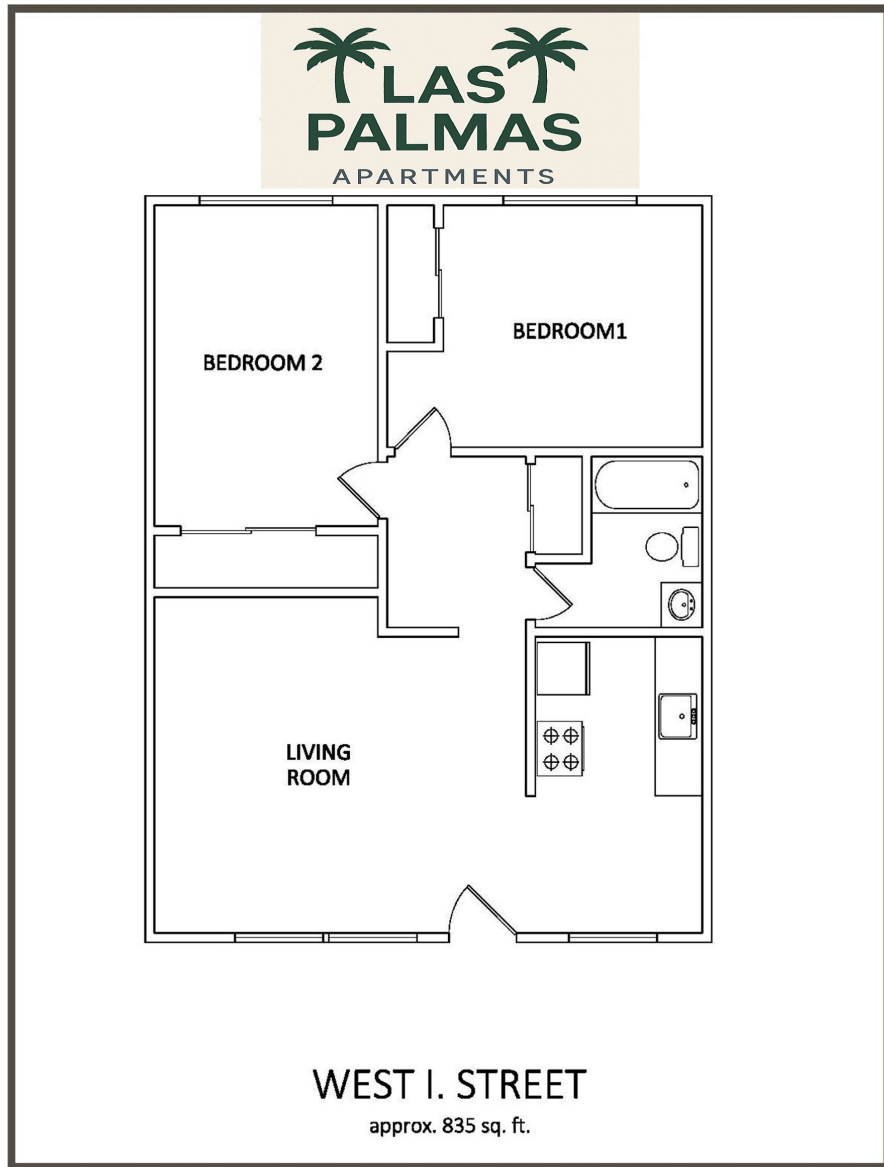 LAS
PALMAS
APARTMENTS
BEDROOM1
BEDROOM 2
LIVING
ROOM
WEST I. STREET
approx. 835 sq. ft.